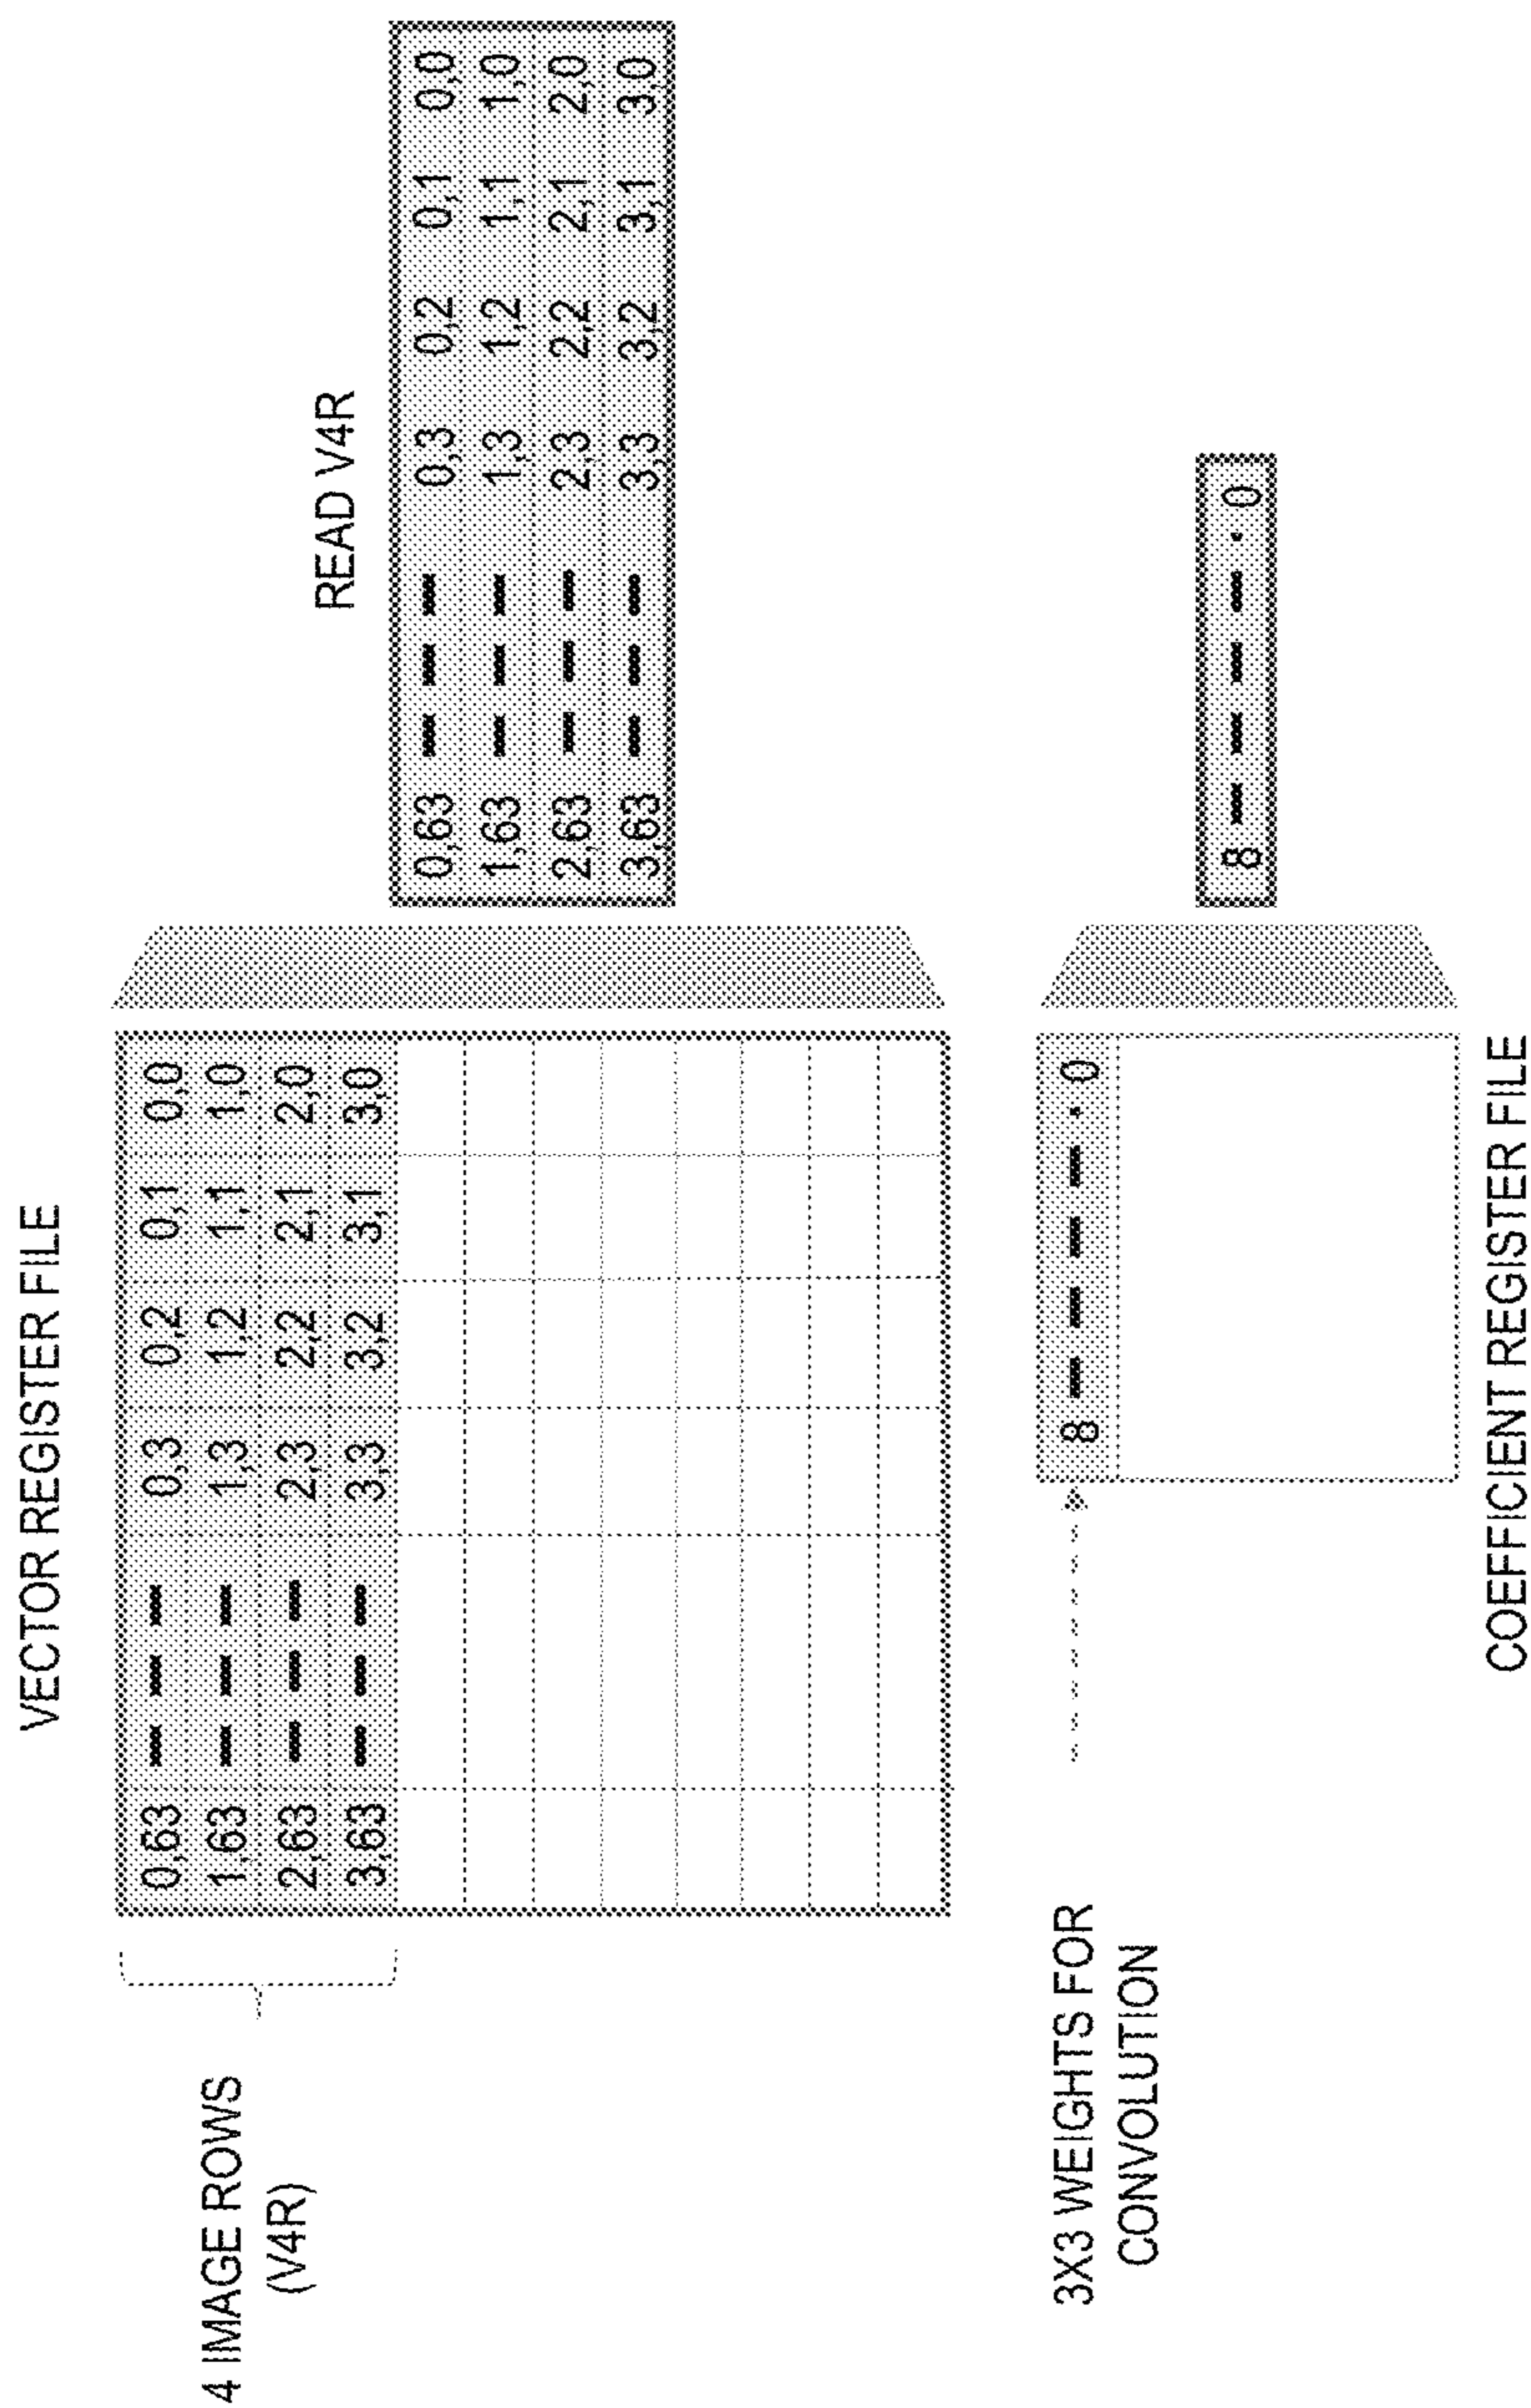 VECTOR REGISTER FILE
4 IMAGE ROWS
(V4R)
0,63 — — — 0,3 0,2 0,1 0,0
1,63 — — — 1,3 1,2 1,1 1,0
2,63 — — — 2,3 2,2 2,1 2,0
3,63 — — — 3,3 3,2 3,1 3,0
READ V4R
0,63 — — — 0,3 0,2 0,1 0,0
1,63 — — — 1,3 1,2 1,1 1,0
2,63 — — — 2,3 2,2 2,1 2,0
3,63 — — — 3,3 3,2 3,1 3,0
3X3 WEIGHTS FOR
CONVOLUTION
8 — — — — · 0
8 — — — — · 0
COEFFICIENT REGISTER FILE